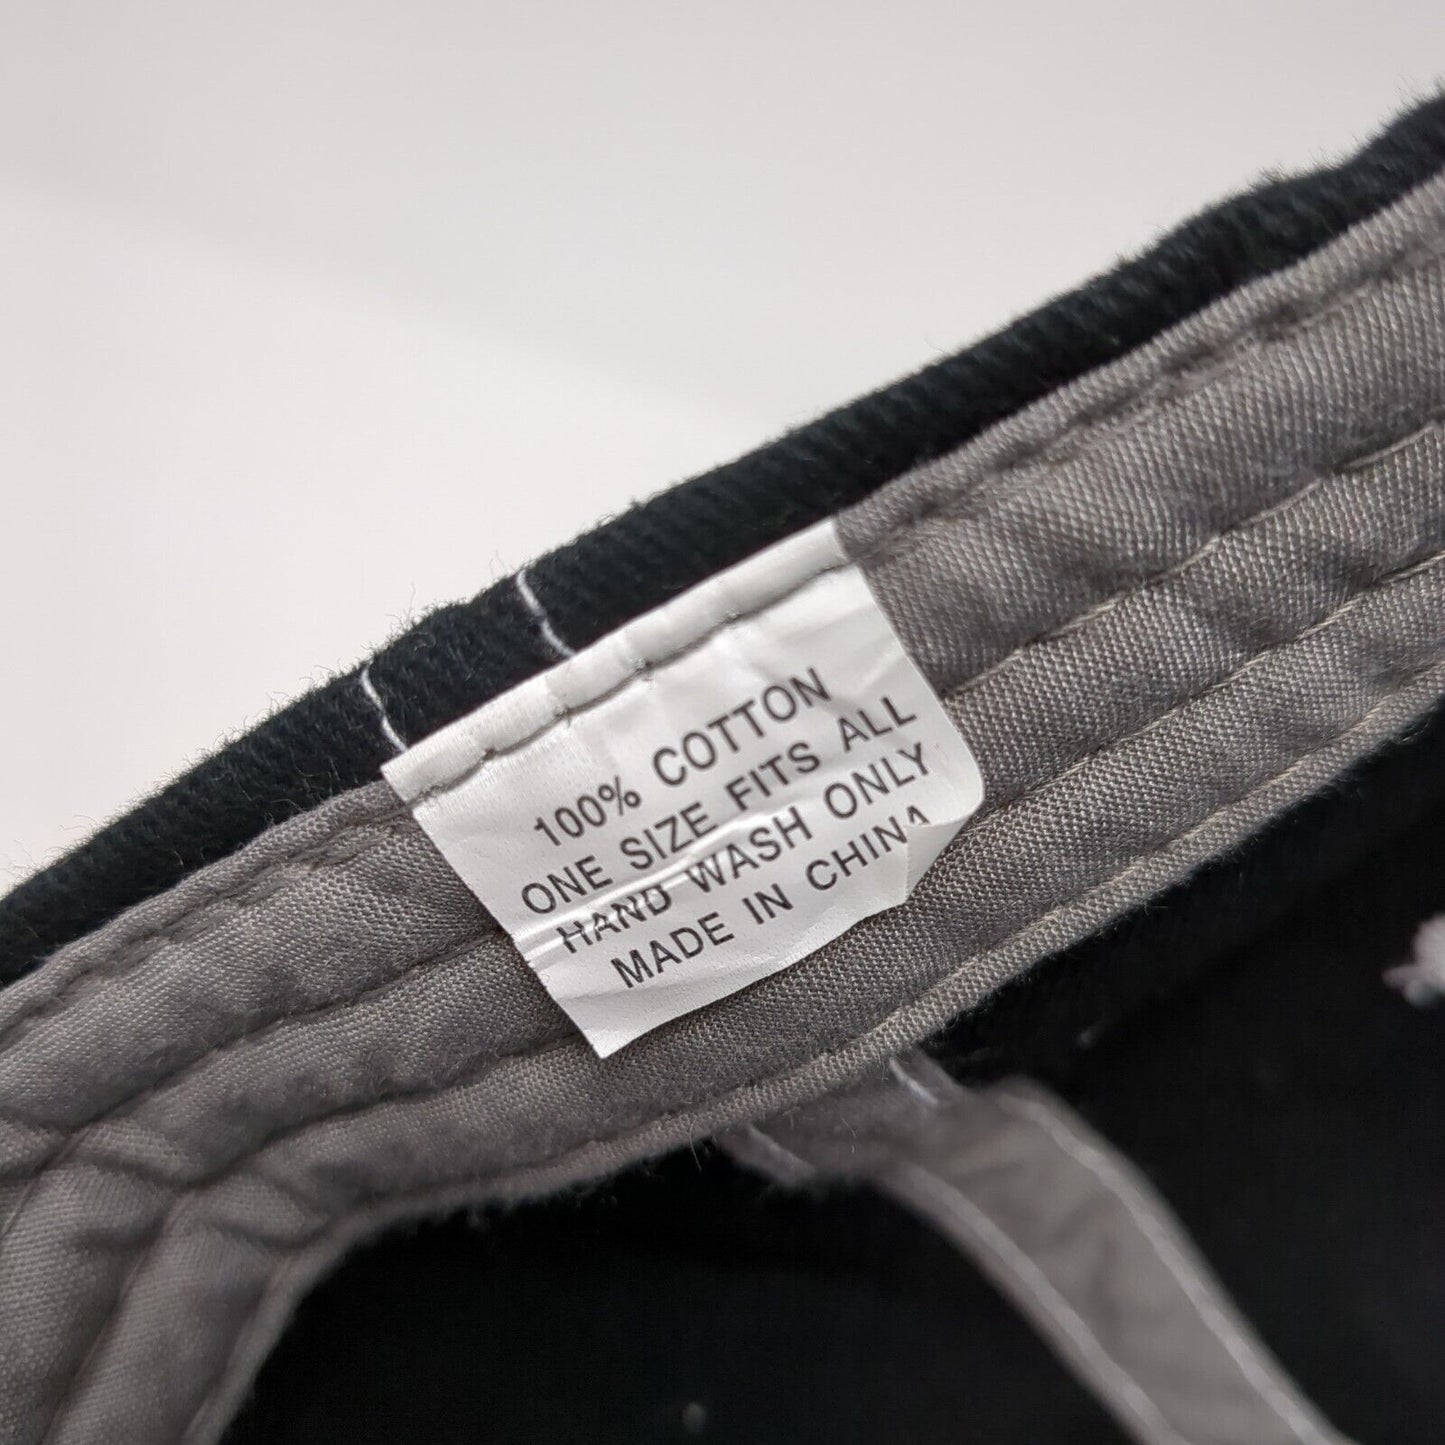 100% COTTON
ONE SIZE FITS ALL
HAND WASH ONLY
MADE IN CHINA